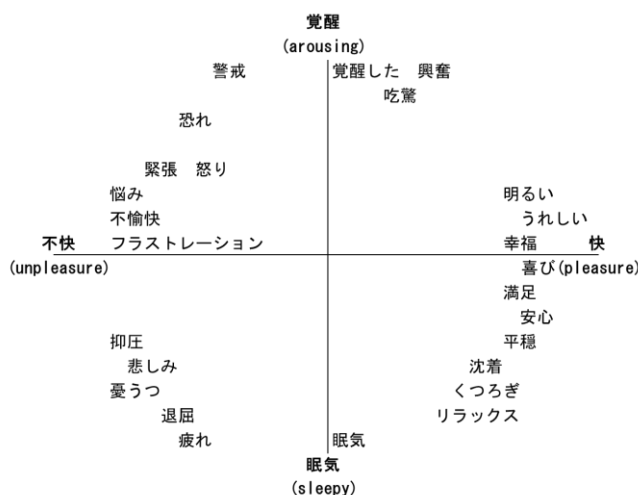 覚醒
(arousing)
警戒 覚醒した 興奮
吃驚
恐れ
緊張 怒り
悩み 明るい
不愉快 うれしい
不快 フラストレーション 幸福 快
(unpleasure) 喜び(pleasure)
満足
安心
抑圧 平穏
悲しみ 沈着
憂うつ くつろぎ
退屈 リラックス
疲れ 眠気
眠気
(sleepy)